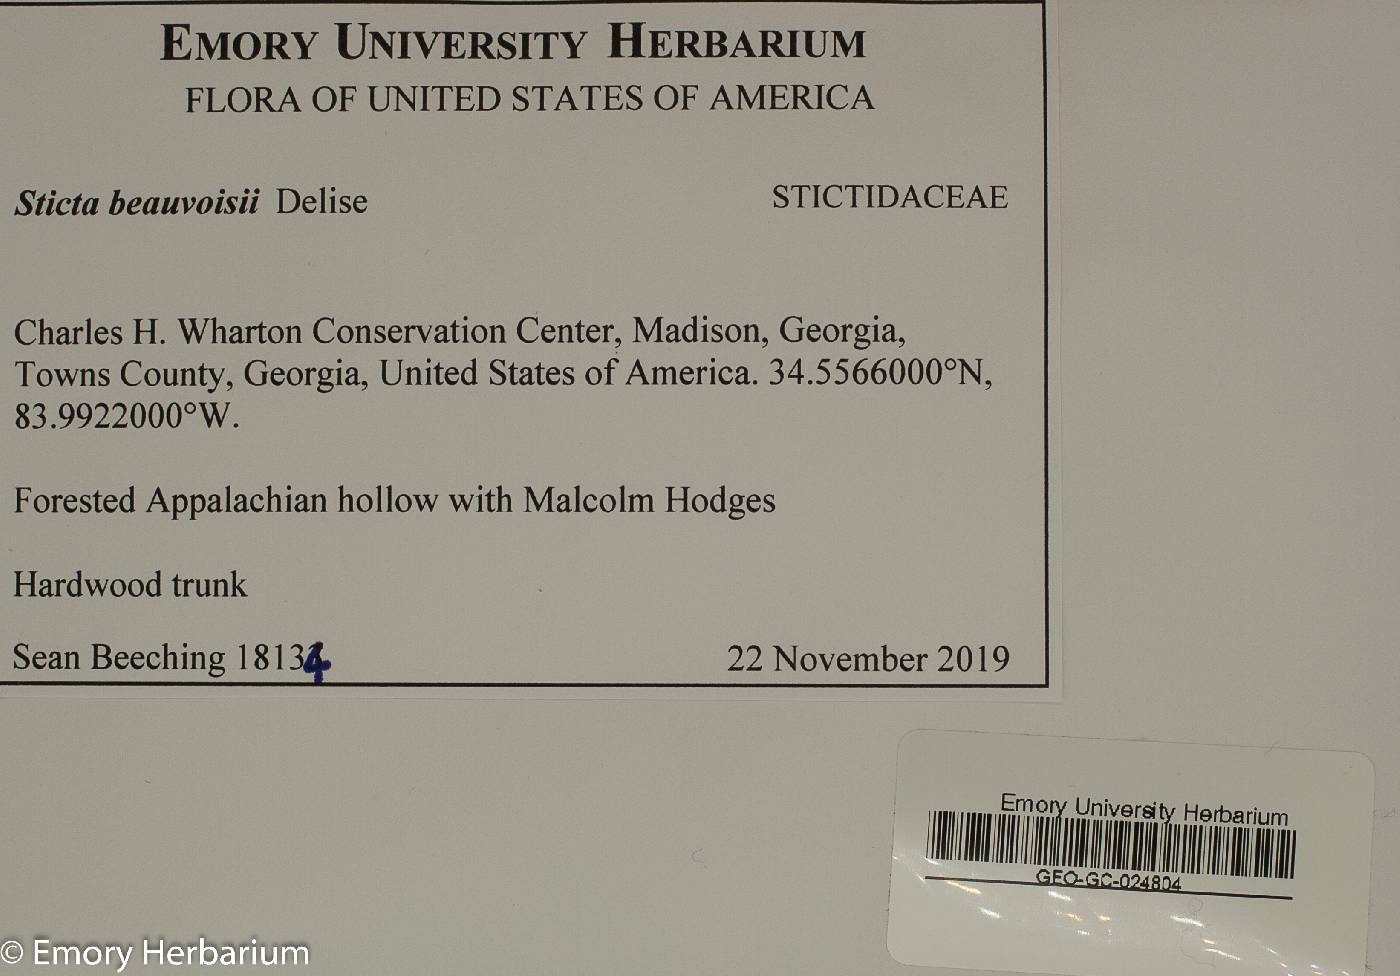 EMORY UNIVERSITY HERBARIUM
FLORA OF UNITED STATES OF AMERICA
Sticta beauvoisii Delise STICTIDACEAE
Charles H. Wharton Conservation Center, Madison, Georgia,
Towns County, Georgia, United States of America. 34.5566000°N,
83.9922000°W.
Forested Appalachian hollow with Malcolm Hodges
Hardwood trunk
Sean Beeching 18134 22 November 2019
Emory University Herbarium
GEO-GC-024804
© Emory Herbarium